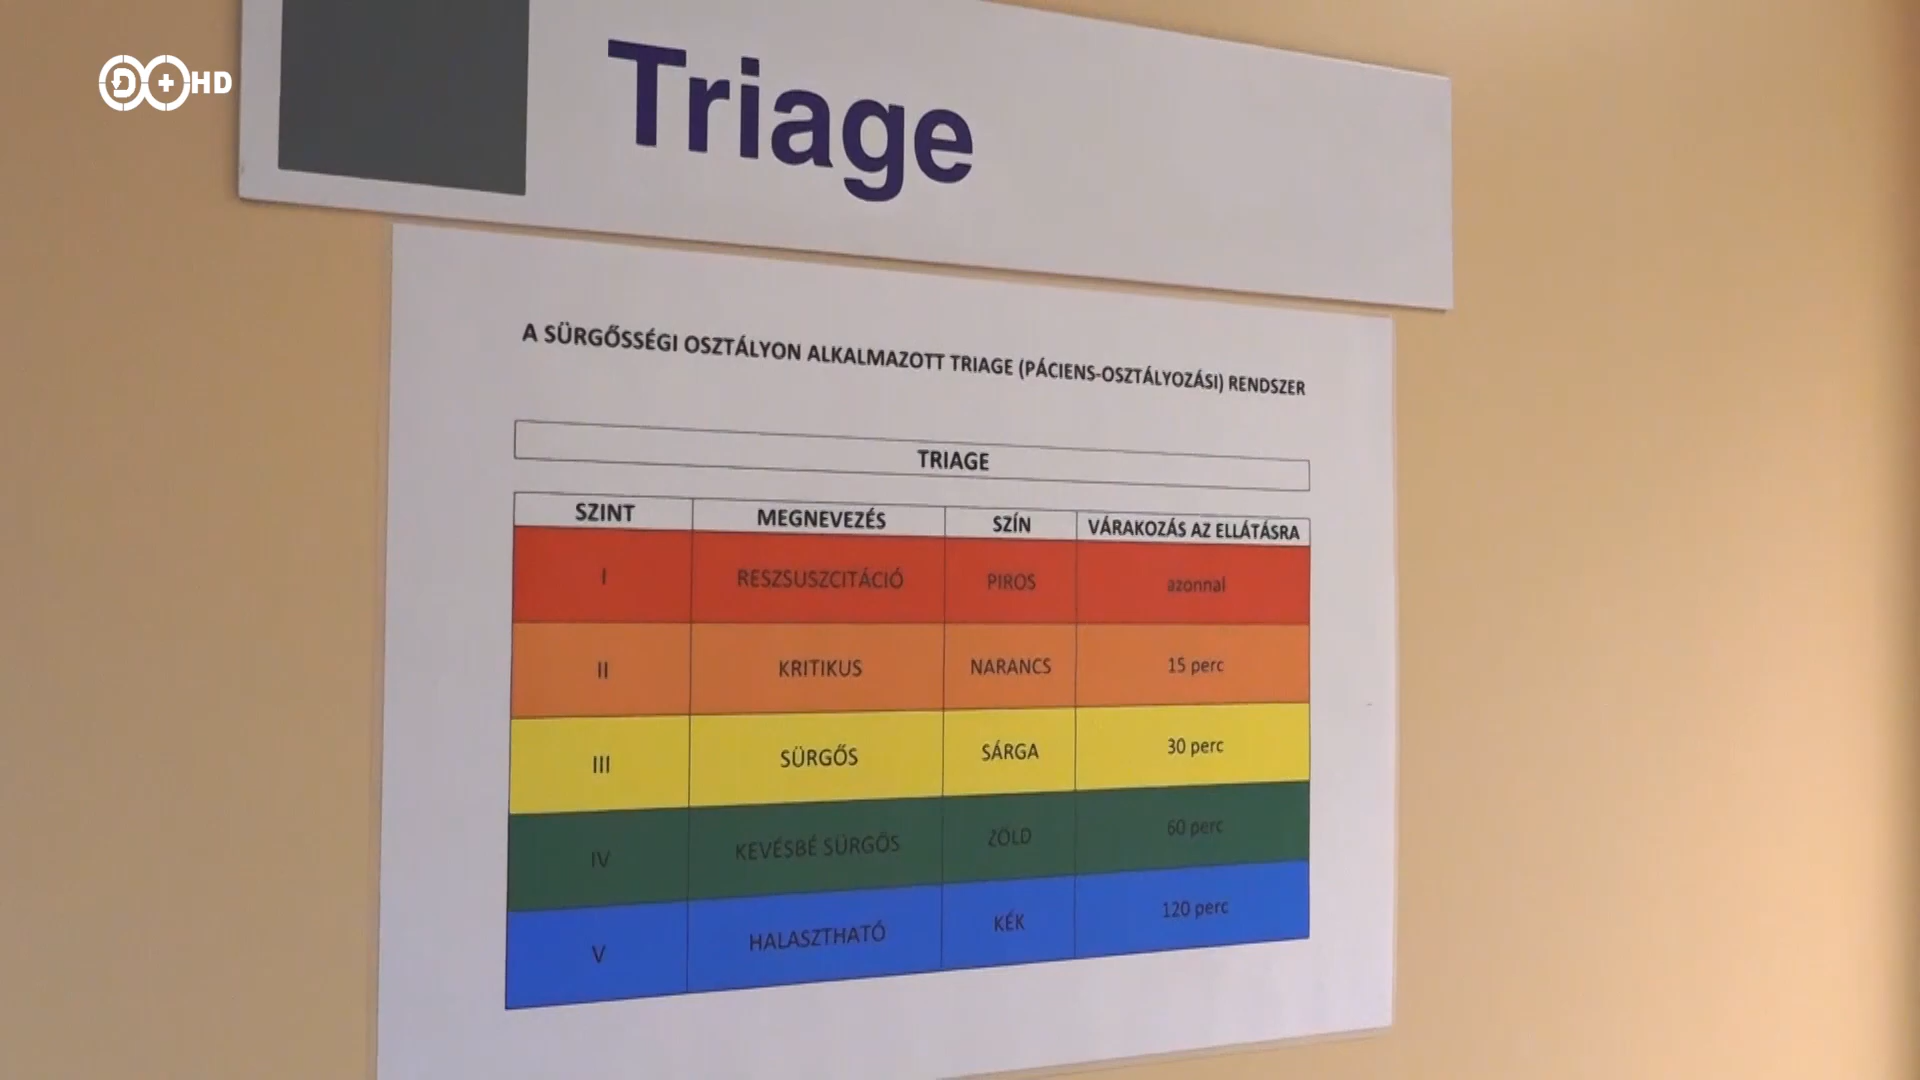 D+HD
Triage
A SÜRGŐSSÉGI OSZTÁLYON ALKALMAZOTT TRIAGE (PÁCIENS-OSZTÁLYOZÁSI) RENDSZER
TRIAGE
SZINT MEGNEVEZÉS SZÍN VÁRAKOZÁS AZ ELLÁTÁSRA
I RESZSUSZCITÁCIÓ PIROS azonnal
II KRITIKUS NARANCS 15 perc
III SÜRGŐS SÁRGA 30 perc
IV KEVÉSBÉ SÜRGŐS ZÖLD 60 perc
V HALASZTHATÓ KÉK 120 perc